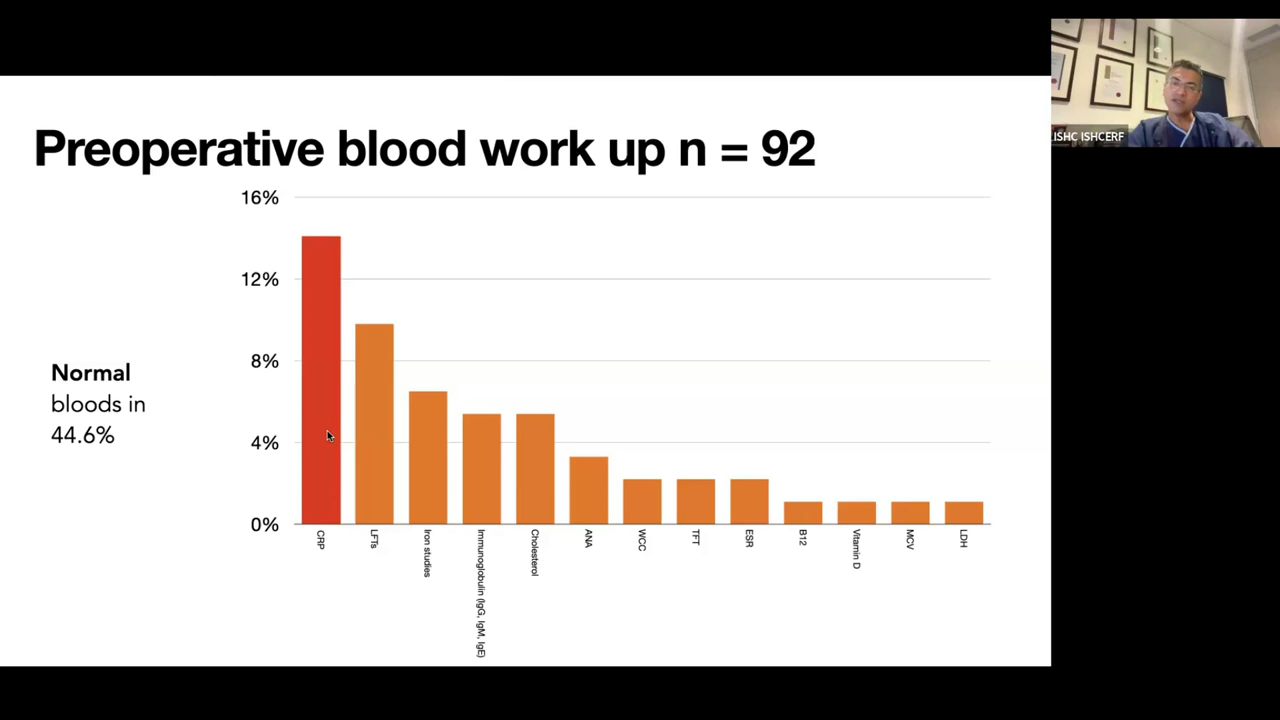 Preoperative blood work up n = 92
16%
12%
8%
4%
0%
Normal
bloods in
44.6%
CRP
LFTs
Iron studies
Immunoglobulin (IgG, IgM, IgE)
Cholesterol
ANA
WCC
TFT
ESR
B12
Vitamin D
MCV
LDH
ISHC ISHCERF